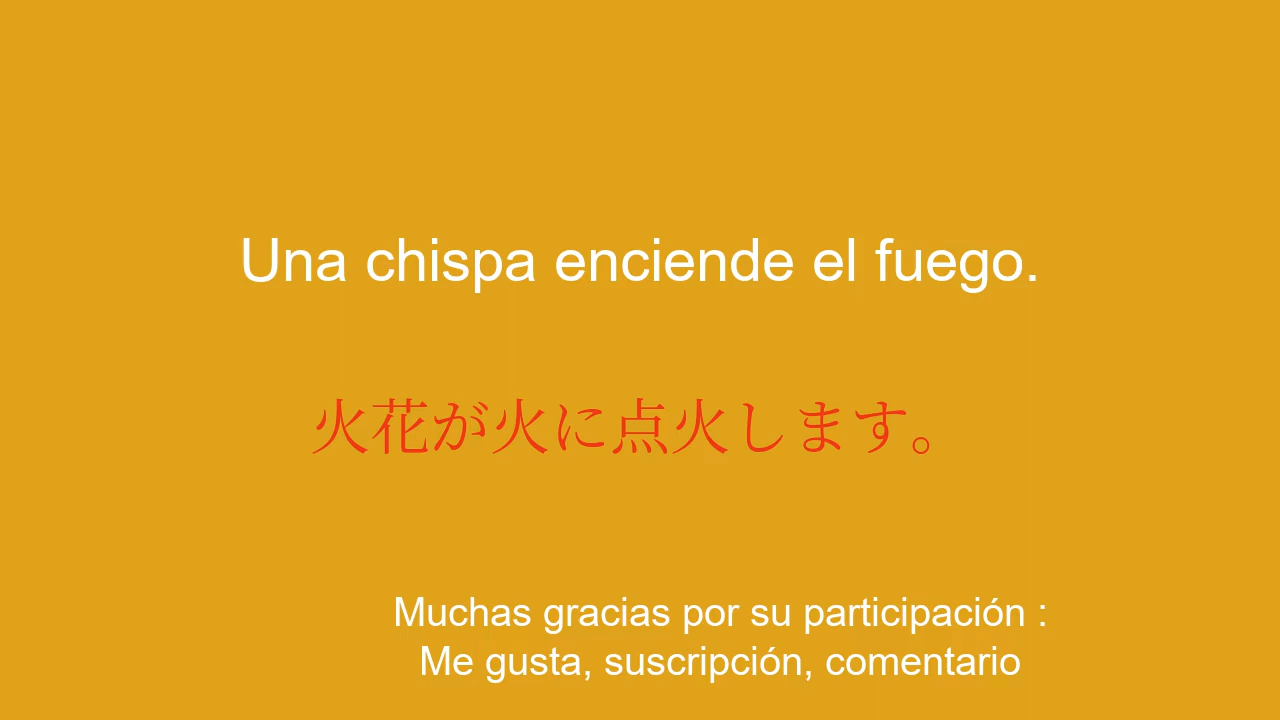 Una chispa enciende el fuego.
火花が火に点火します。
Muchas gracias por su participación :
Me gusta, suscripción, comentario